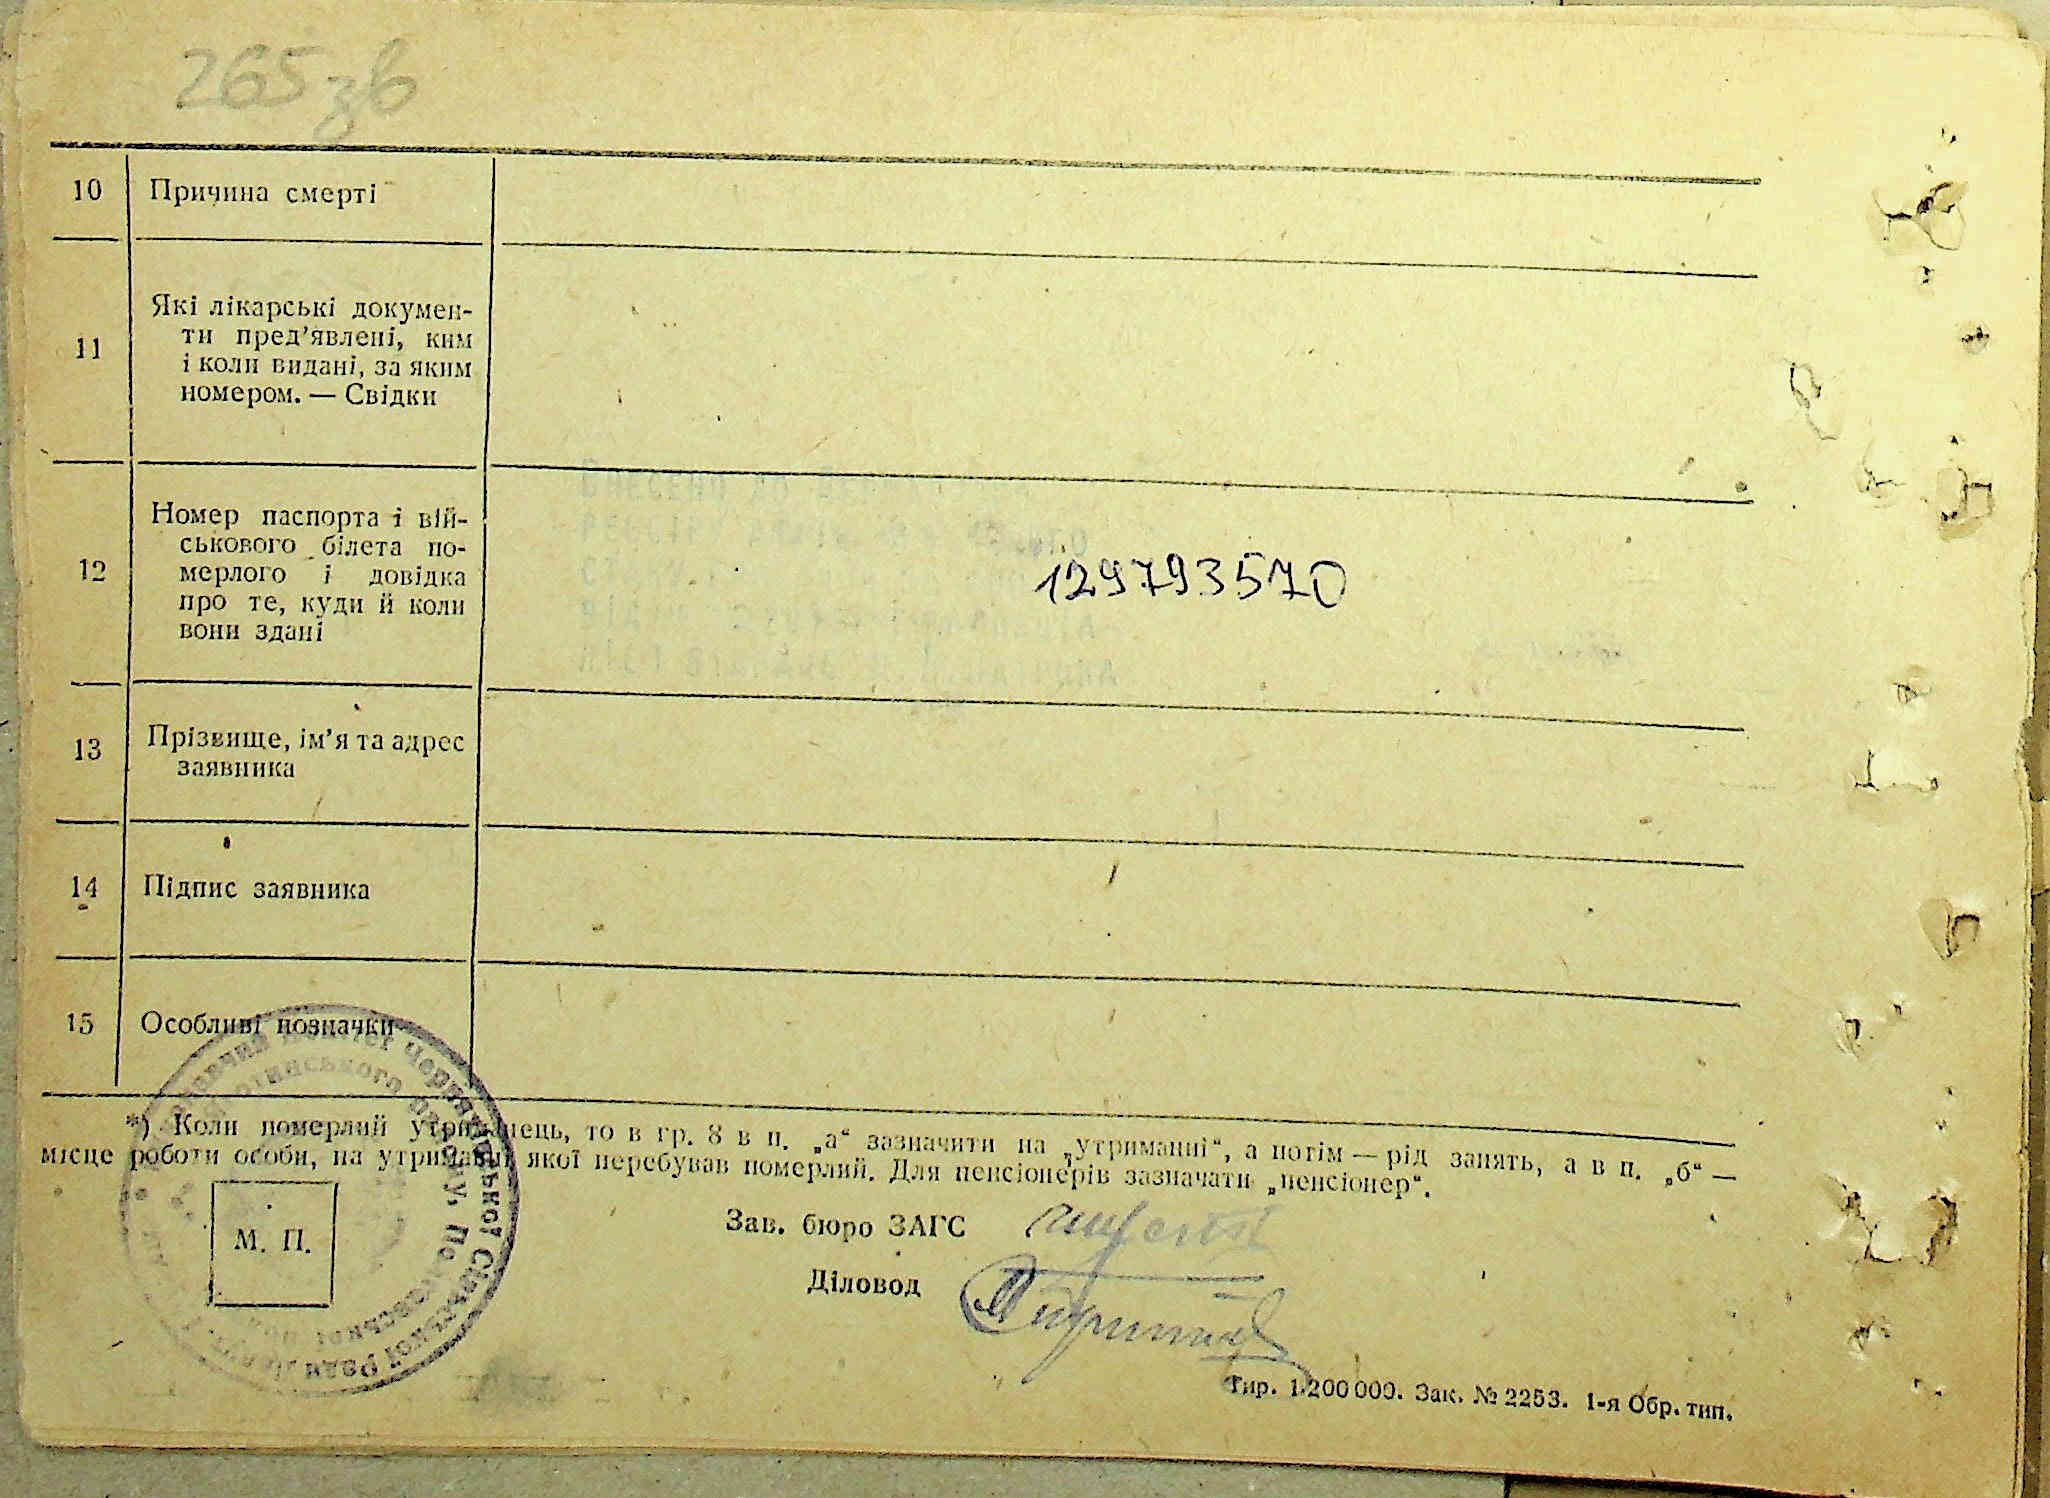 265 зв
10 Причина смерті
11 Які лікарські докумен-
ти пред’явлені, ким
і коли видані, за яким
номером. — Свідки
12 Номер паспорта і вій-
ськового білета по-
мерлого і довідка
про те, куди й коли
вони здані
129793570
13 Прізвище, ім’я та адрес
заявника
14 Підпис заявника
15 Особливі позначки
*) Коли померлий утриманець, то в гр. 8 в п. „а“ зазначити на „утриманні“, а потім — рід занять, а в п. „б“ —
місце роботи особи, на утриманні якої перебував померлий. Для пенсіонерів зазначати „пенсіонер“.
М. П.
Зав. бюро ЗАГС
Діловод
Тир. 1.200 000. Зак. № 2253. 1-я Обр. тип.